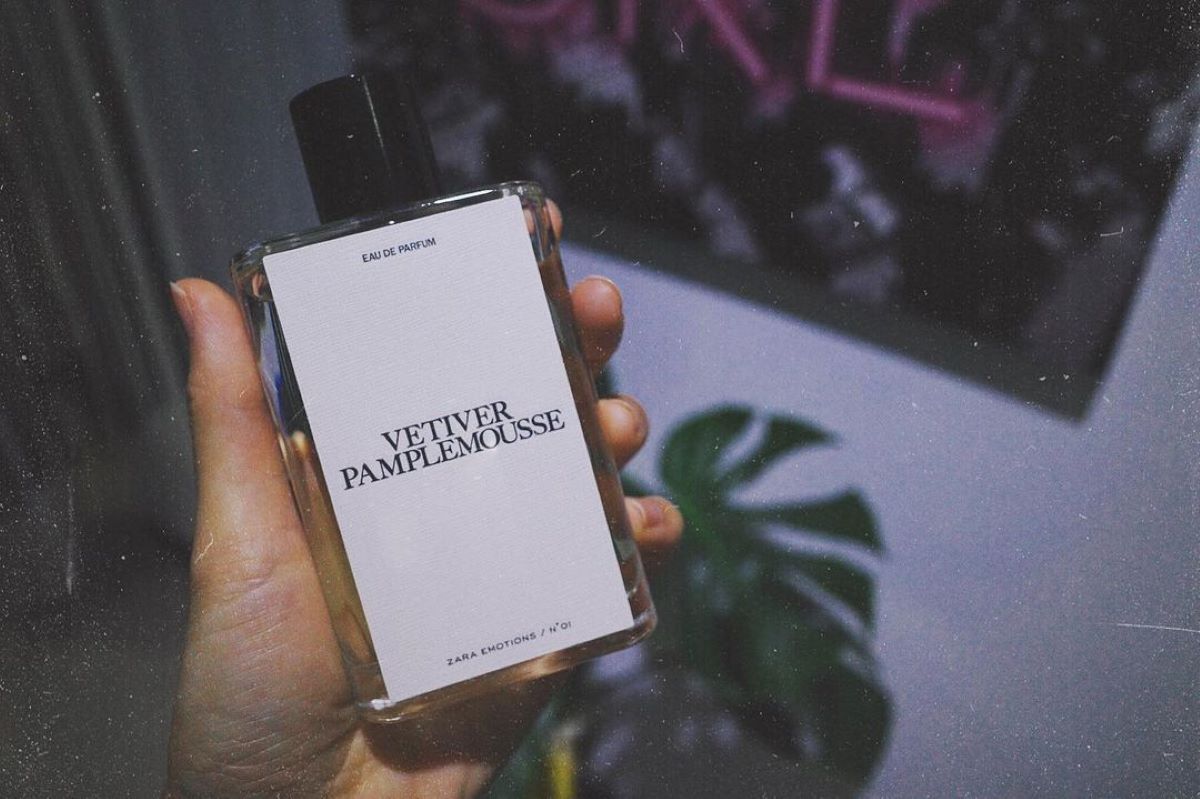 EAU DE PARFUM
VETIVER
PAMPLEMOUSSE
ZARA EMOTIONS / N°01